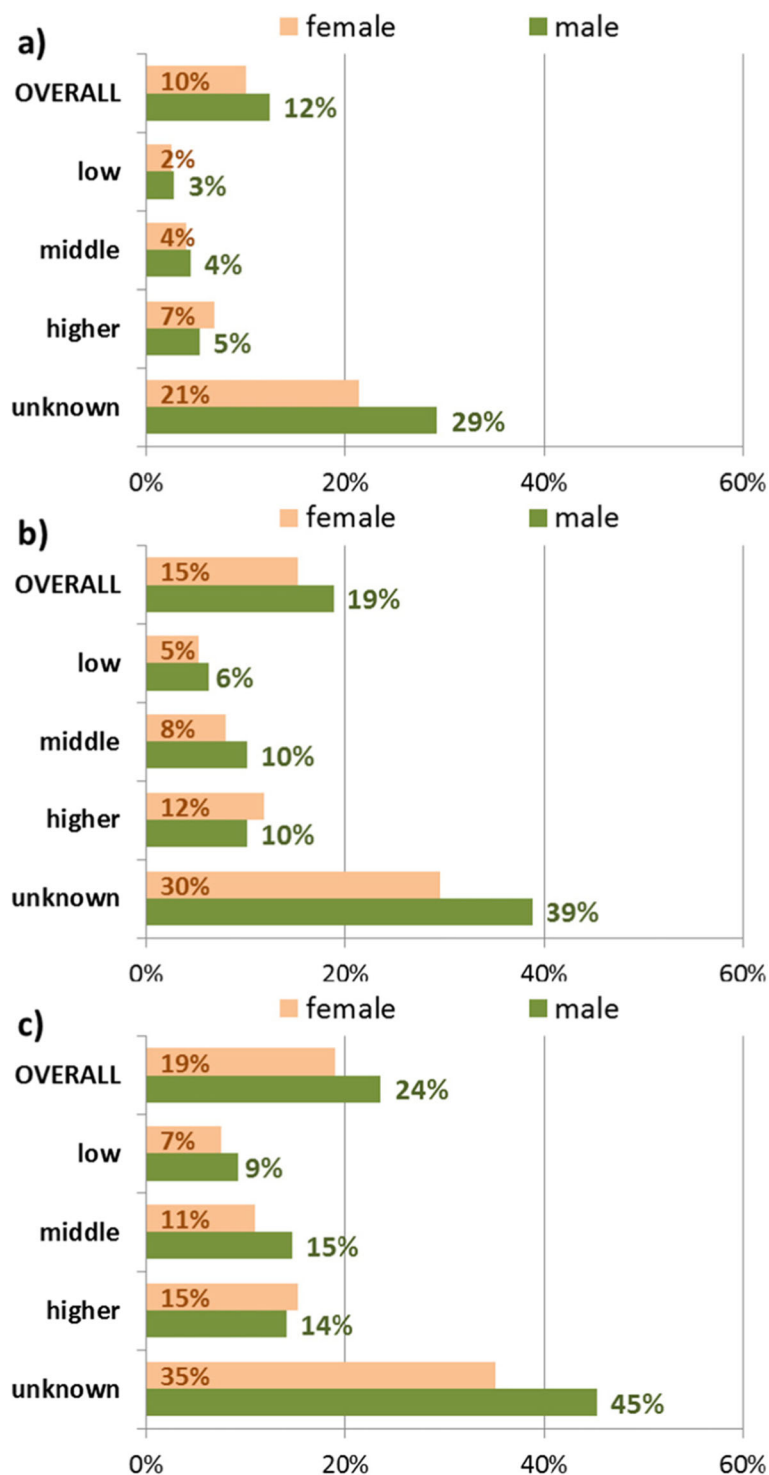 a)
female male
OVERALL 10% 12%
low 2% 3%
middle 4% 4%
higher 7% 5%
unknown 21% 29%
0% 20% 40% 60%
b)
female male
OVERALL 15% 19%
low 5% 6%
middle 8% 10%
higher 12% 10%
unknown 30% 39%
0% 20% 40% 60%
c)
female male
OVERALL 19% 24%
low 7% 9%
middle 11% 15%
higher 15% 14%
unknown 35% 45%
0% 20% 40% 60%